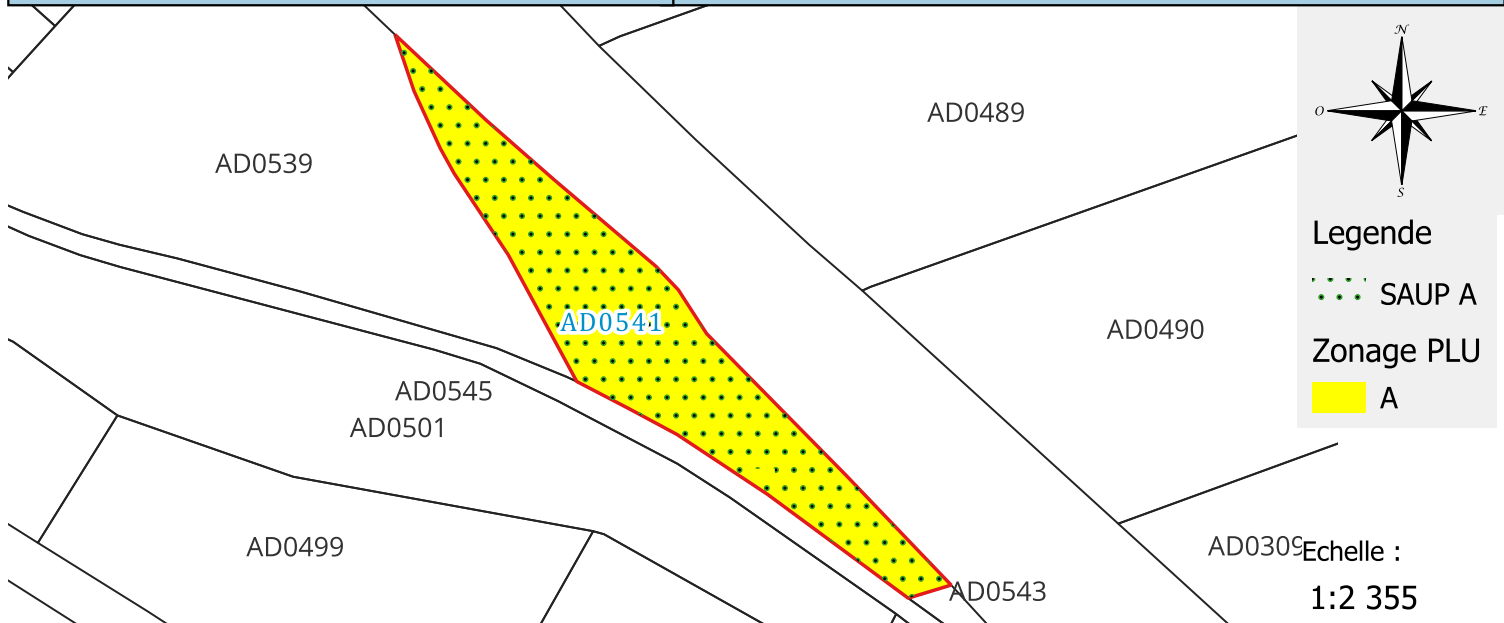 N
AD0489
O
E
AD0539
S
Legende
SAUP A
AD0541
AD0490
Zonage PLU
AD0545
A
AD0501
AD0499
AD0309
Echelle :
AD0543
1:2 355